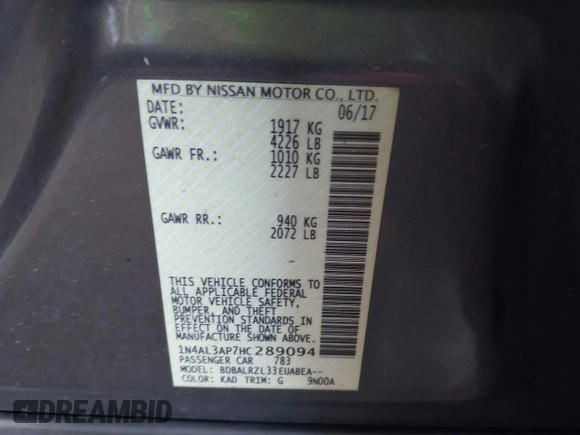 MFD BY NISSAN MOTOR CO., LTD.
DATE: 06/17
GVWR: 1917 KG
4226 LB
GAWR FR.: 1010 KG
2227 LB
GAWR RR.: 940 KG
2072 LB
THIS VEHICLE CONFORMS TO
ALL APPLICABLE FEDERAL
MOTOR VEHICLE SAFETY,
BUMPER, AND THEFT
PREVENTION STANDARDS
IN EFFECT ON THE DATE OF
MANUFACTURE SHOWN ABOVE.
1N4AL3AP7HC289094
PASSENGER CAR 783
MODEL: BDBALRZL33EUABEA--
COLOR: KAD TRIM: G 9N00A
DREAMBID